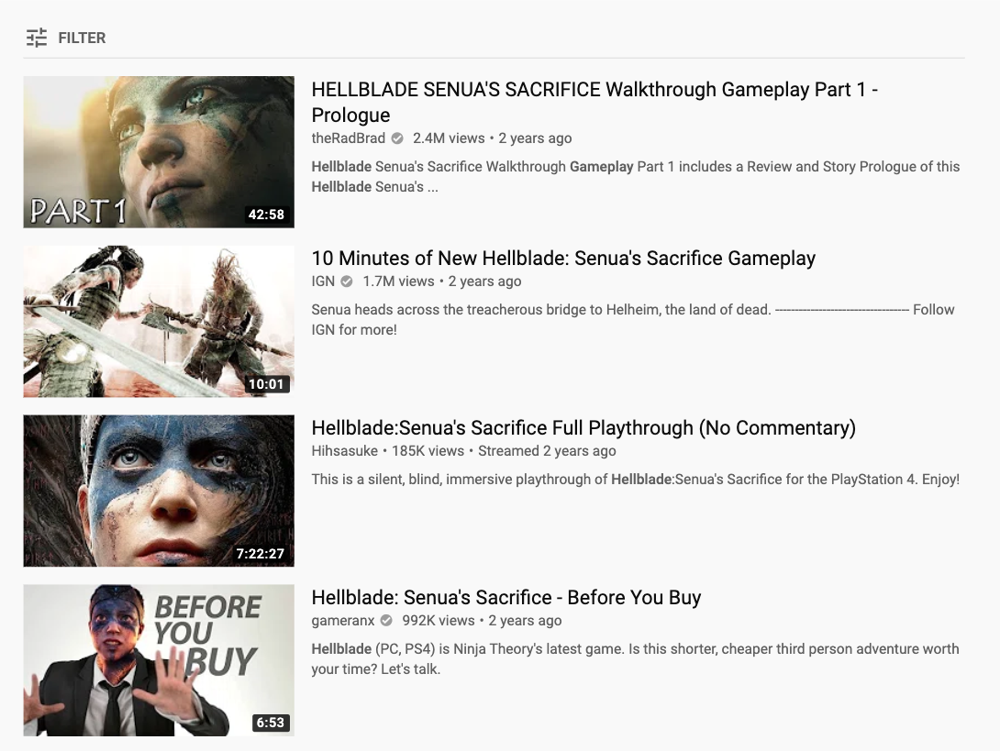 FILTER
HELLBLADE SENUA'S SACRIFICE Walkthrough Gameplay Part 1 -
Prologue
theRadBrad 2.4M views • 2 years ago
Hellblade Senua's Sacrifice Walkthrough Gameplay Part 1 includes a Review and Story Prologue of this
Hellblade Senua's ...
PART 1
42:58
10 Minutes of New Hellblade: Senua's Sacrifice Gameplay
IGN 1.7M views • 2 years ago
Senua heads across the treacherous bridge to Helheim, the land of dead. ----------------------------------- Follow
IGN for more!
10:01
Hellblade:Senua's Sacrifice Full Playthrough (No Commentary)
Hihsasuke • 185K views • Streamed 2 years ago
This is a silent, blind, immersive playthrough of Hellblade:Senua's Sacrifice for the PlayStation 4. Enjoy!
7:22:27
Hellblade: Senua's Sacrifice - Before You Buy
gameranx 992K views • 2 years ago
Hellblade (PC, PS4) is Ninja Theory's latest game. Is this shorter, cheaper third person adventure worth
your time? Let's talk.
BEFORE
YOU
BUY
6:53